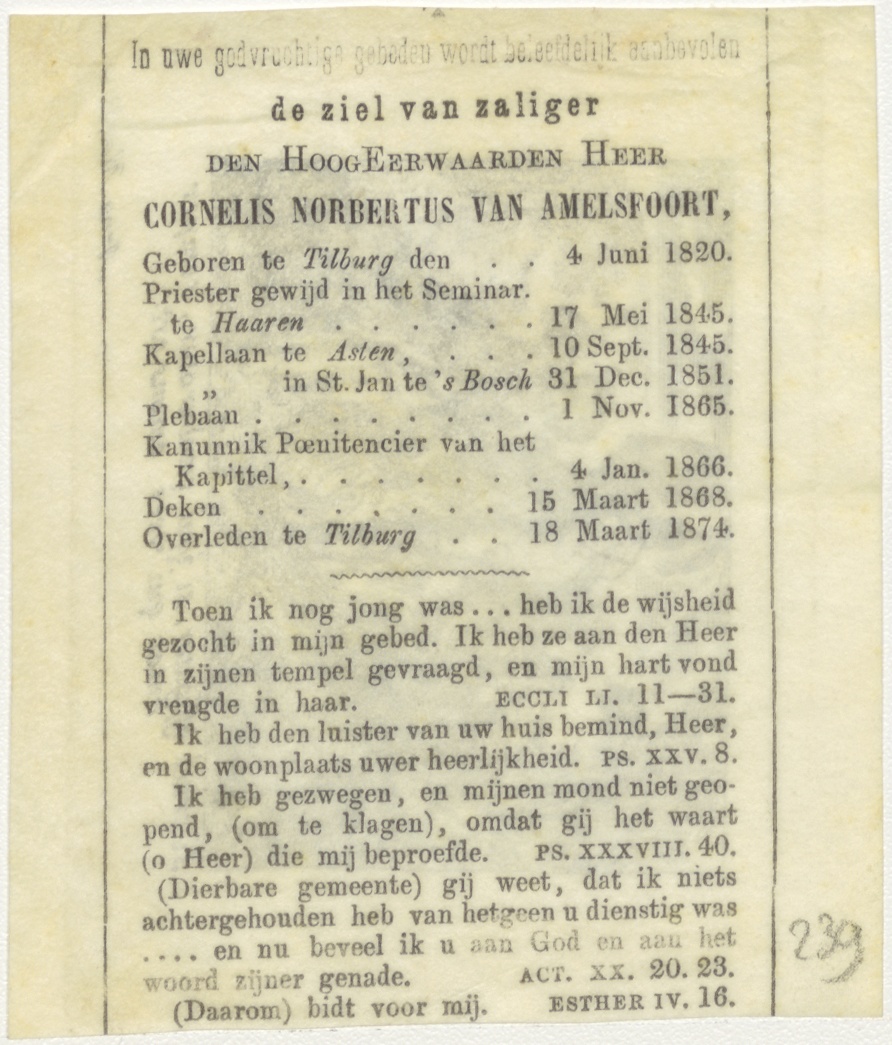 In uwe godvruchtige gebeden wordt beleefdelijk aanbevolen
de ziel van zaliger
DEN HOOGEERWAARDEN HEER
CORNELIS NORBERTUS VAN AMELSFOORT,
Geboren te Tilburg den . . 4 Juni 1820.
Priester gewijd in het Seminar.
te Haaren . . . . . . 17 Mei 1845.
Kapellaan te Asten, . . . 10 Sept. 1845.
„ in St. Jan te 's Bosch 31 Dec. 1851.
Plebaan . . . . . . . . 1 Nov. 1865.
Kanunnik Pœnitencier van het
Kapittel, . . . . . . . 4 Jan. 1866.
Deken . . . . . . . 15 Maart 1868.
Overleden te Tilburg . . 18 Maart 1874.
Toen ik nog jong was ... heb ik de wijsheid
gezocht in mijn gebed. Ik heb ze aan den Heer
in zijnen tempel gevraagd, en mijn hart vond
vreugde in haar. ECCLI LI. 11—31.
Ik heb den luister van uw huis bemind, Heer,
en de woonplaats uwer heerlijkheid. PS. XXV. 8.
Ik heb gezwegen, en mijnen mond niet geo-
pend, (om te klagen), omdat gij het waart
(o Heer) die mij beproefde. PS. XXXVIII. 40.
(Dierbare gemeente) gij weet, dat ik niets
achtergehouden heb van hetgeen u dienstig was
.... en nu beveel ik u aan God en aan het
woord zijner genade. ACT. XX. 20. 23.
(Daarom) bidt voor mij. ESTHER IV. 16.
239